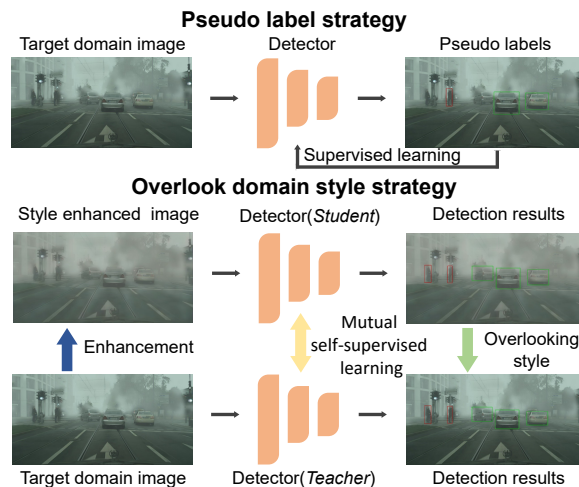 Pseudo label strategy
Target domain image
Detector
Pseudo labels
Supervised learning
Overlook domain style strategy
Style enhanced image
Detector(Student)
Detection results
Enhancement
Mutual
self-supervised
learning
Overlooking
style
Target domain image
Detector(Teacher)
Detection results